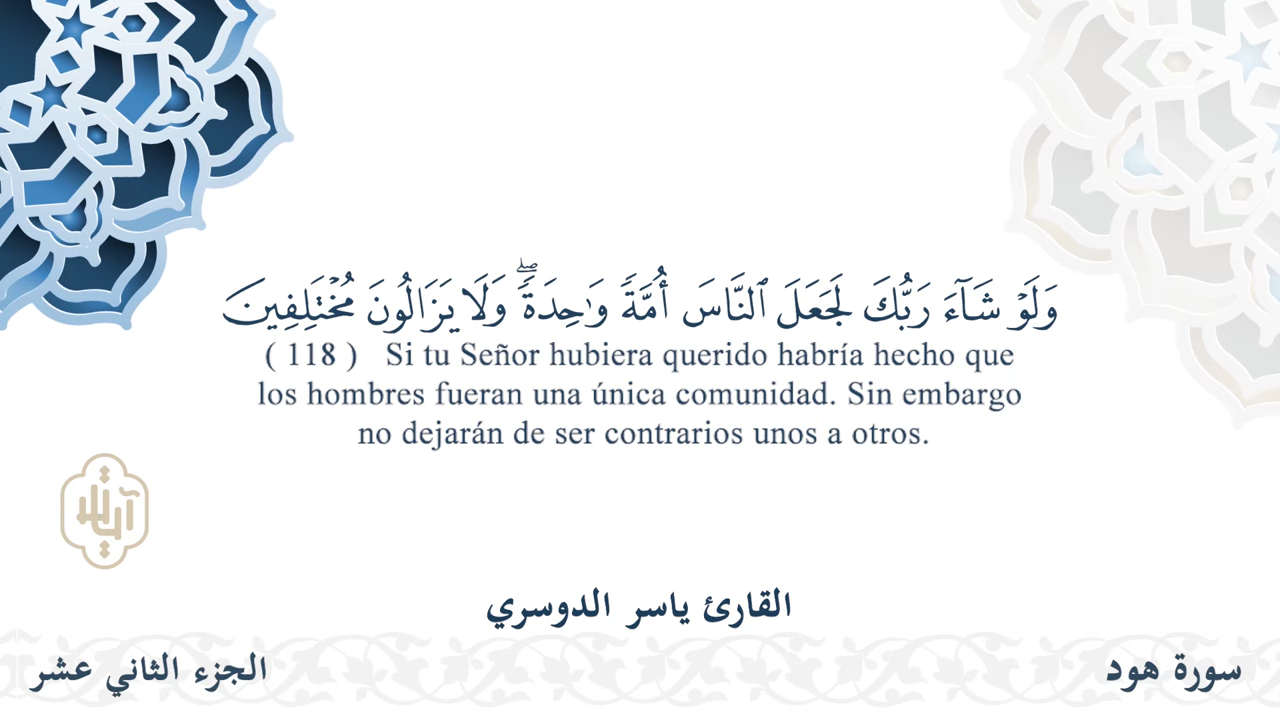 وَلَوْ شَآءَ رَبُّكَ لَجَعَلَ ٱلنَّاسَ أُمَّةً وَٰحِدَةً ۖ وَلَا يَزَالُونَ مُخْتَلِفِينَ
( 118 ) Si tu Señor hubiera querido habría hecho que
los hombres fueran una única comunidad. Sin embargo
no dejarán de ser contrarios unos a otros.
القارئ ياسر الدوسري
سورة هود
الجزء الثاني عشر